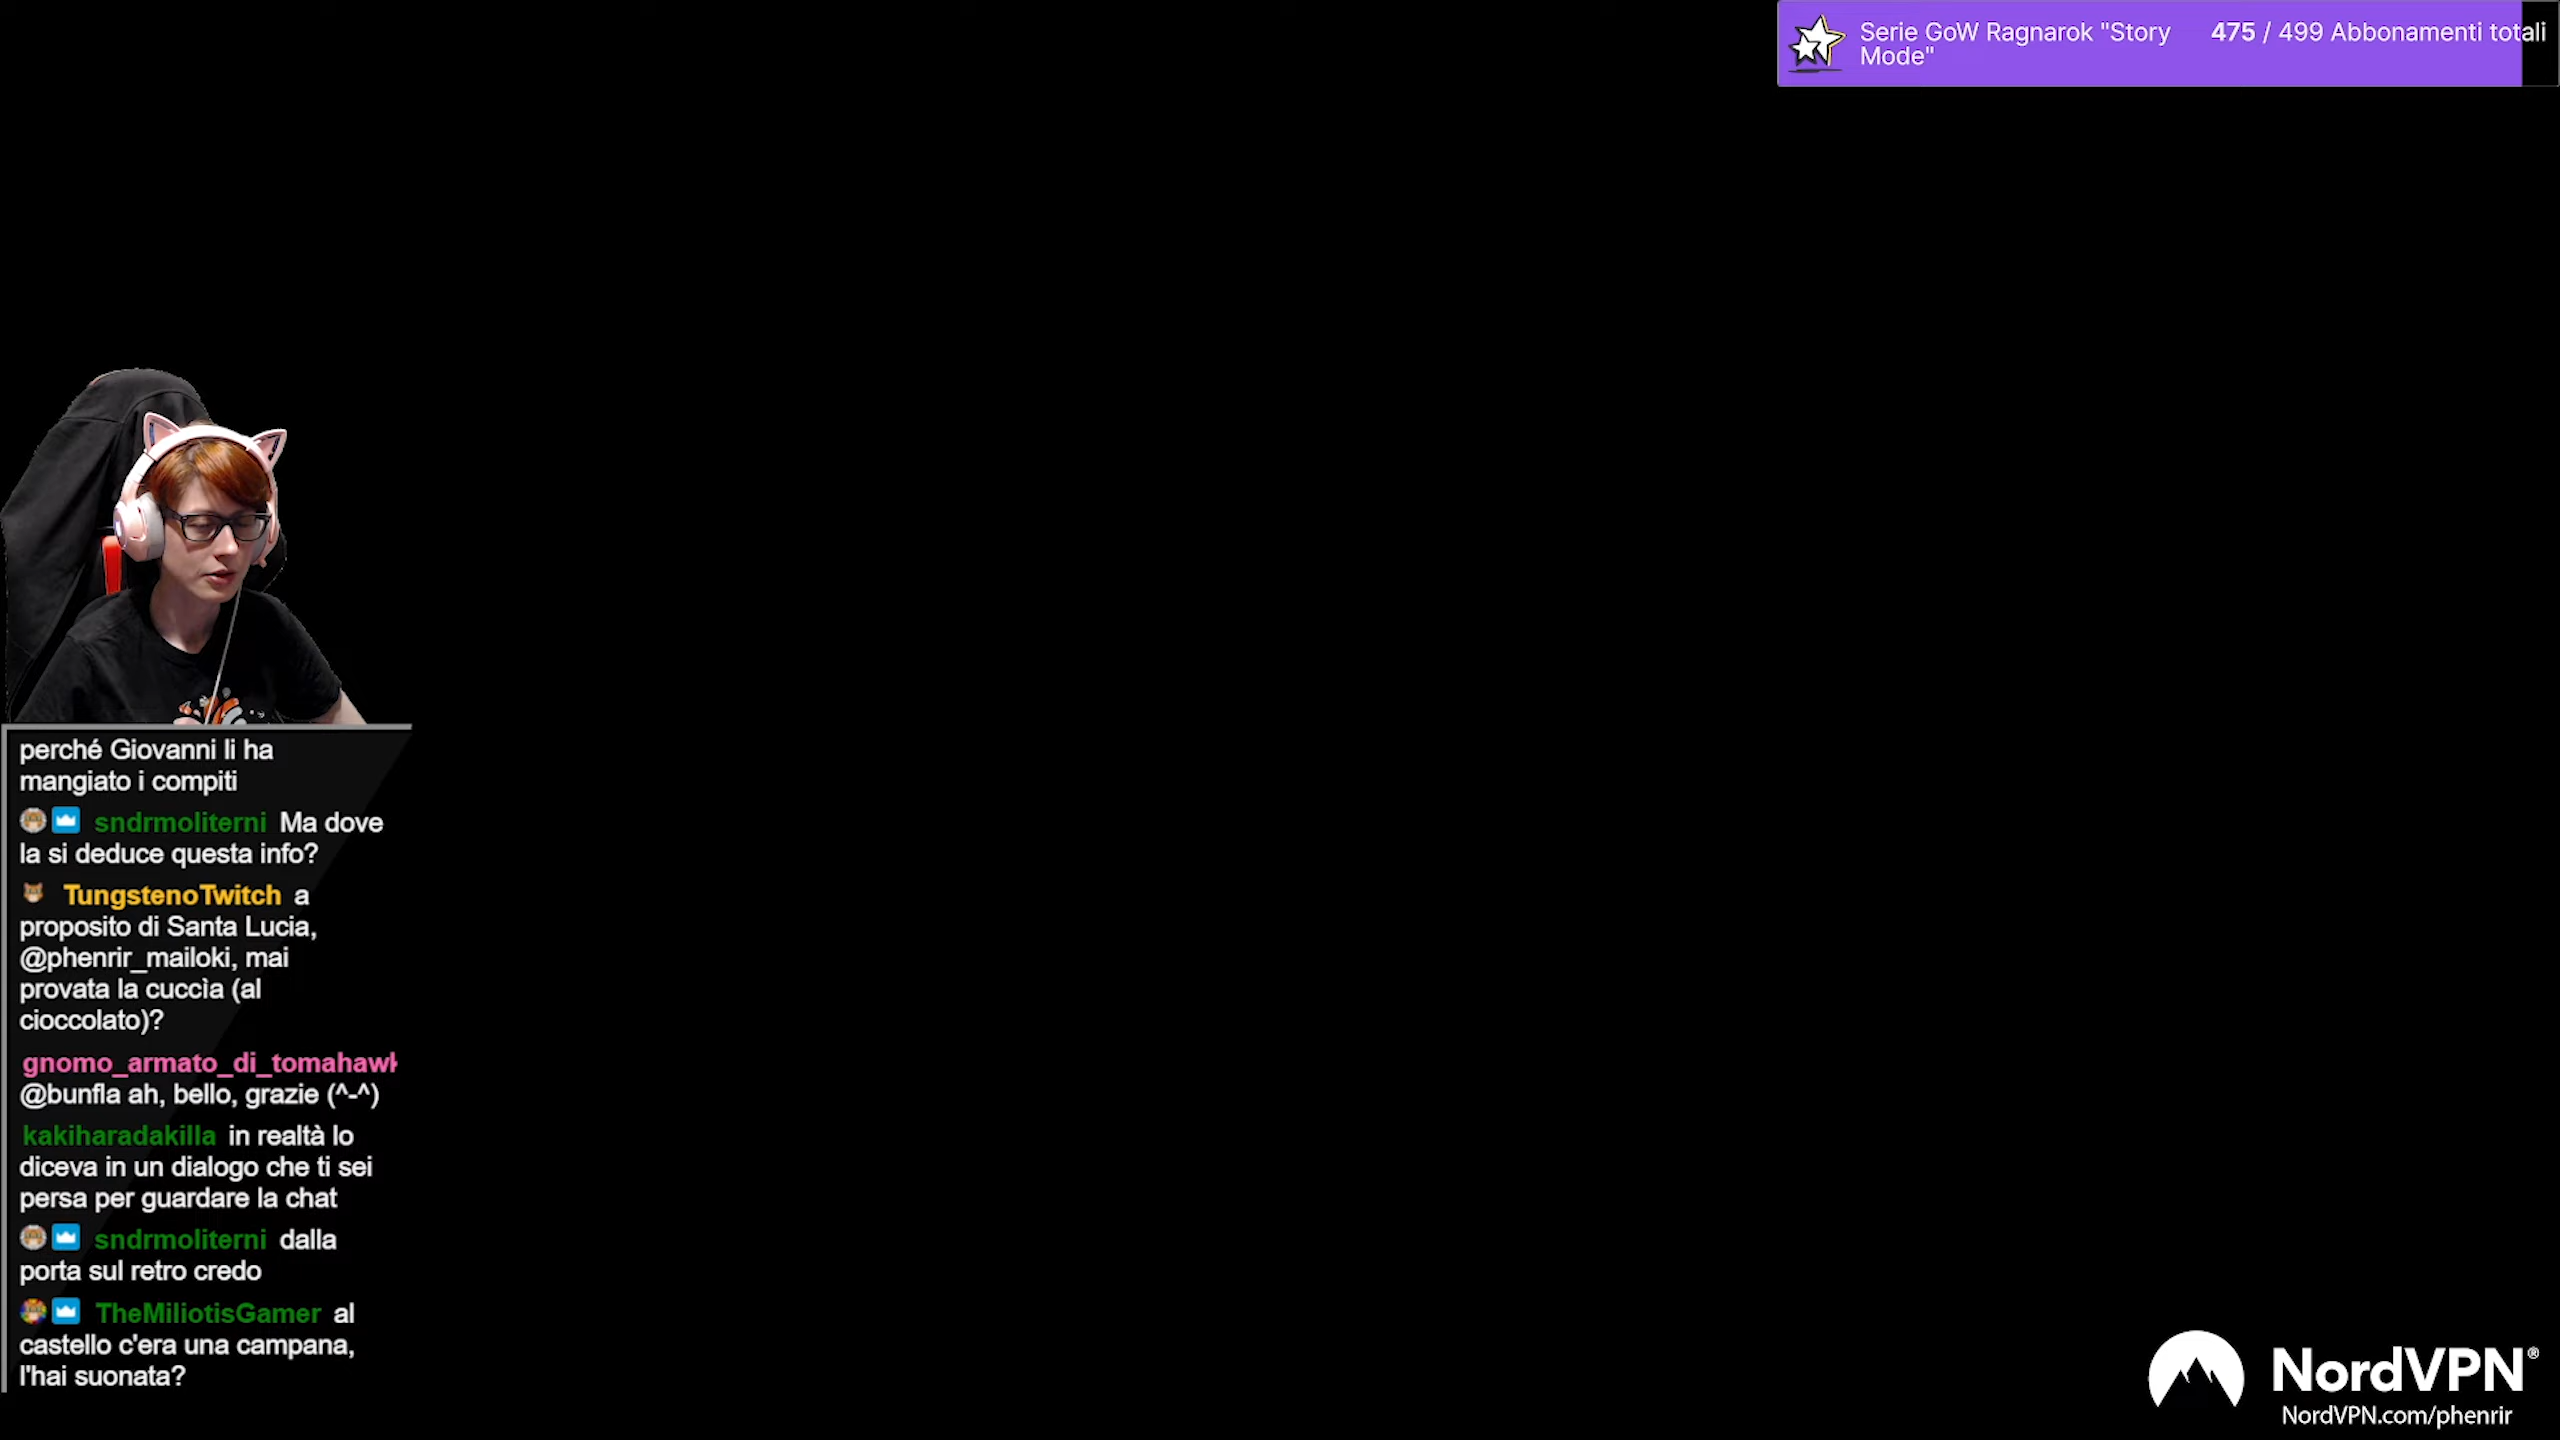 Serie GoW Ragnarok "Story Mode"
475 / 499 Abbonamenti totali
perché Giovanni li ha
mangiato i compiti
sndrmoliterni Ma dove
la si deduce questa info?
TungstenoTwitch a
proposito di Santa Lucia,
@phenrir_mailoki, mai
provata la cuccìa (al
cioccolato)?
gnomo_armato_di_tomahawk
@bunfla ah, bello, grazie (^-^)
kakiharadakilla in realtà lo
diceva in un dialogo che ti sei
persa per guardare la chat
sndrmoliterni dalla
porta sul retro credo
TheMiliotisGamer al
castello c'era una campana,
l'hai suonata?
NordVPN®
NordVPN.com/phenrir